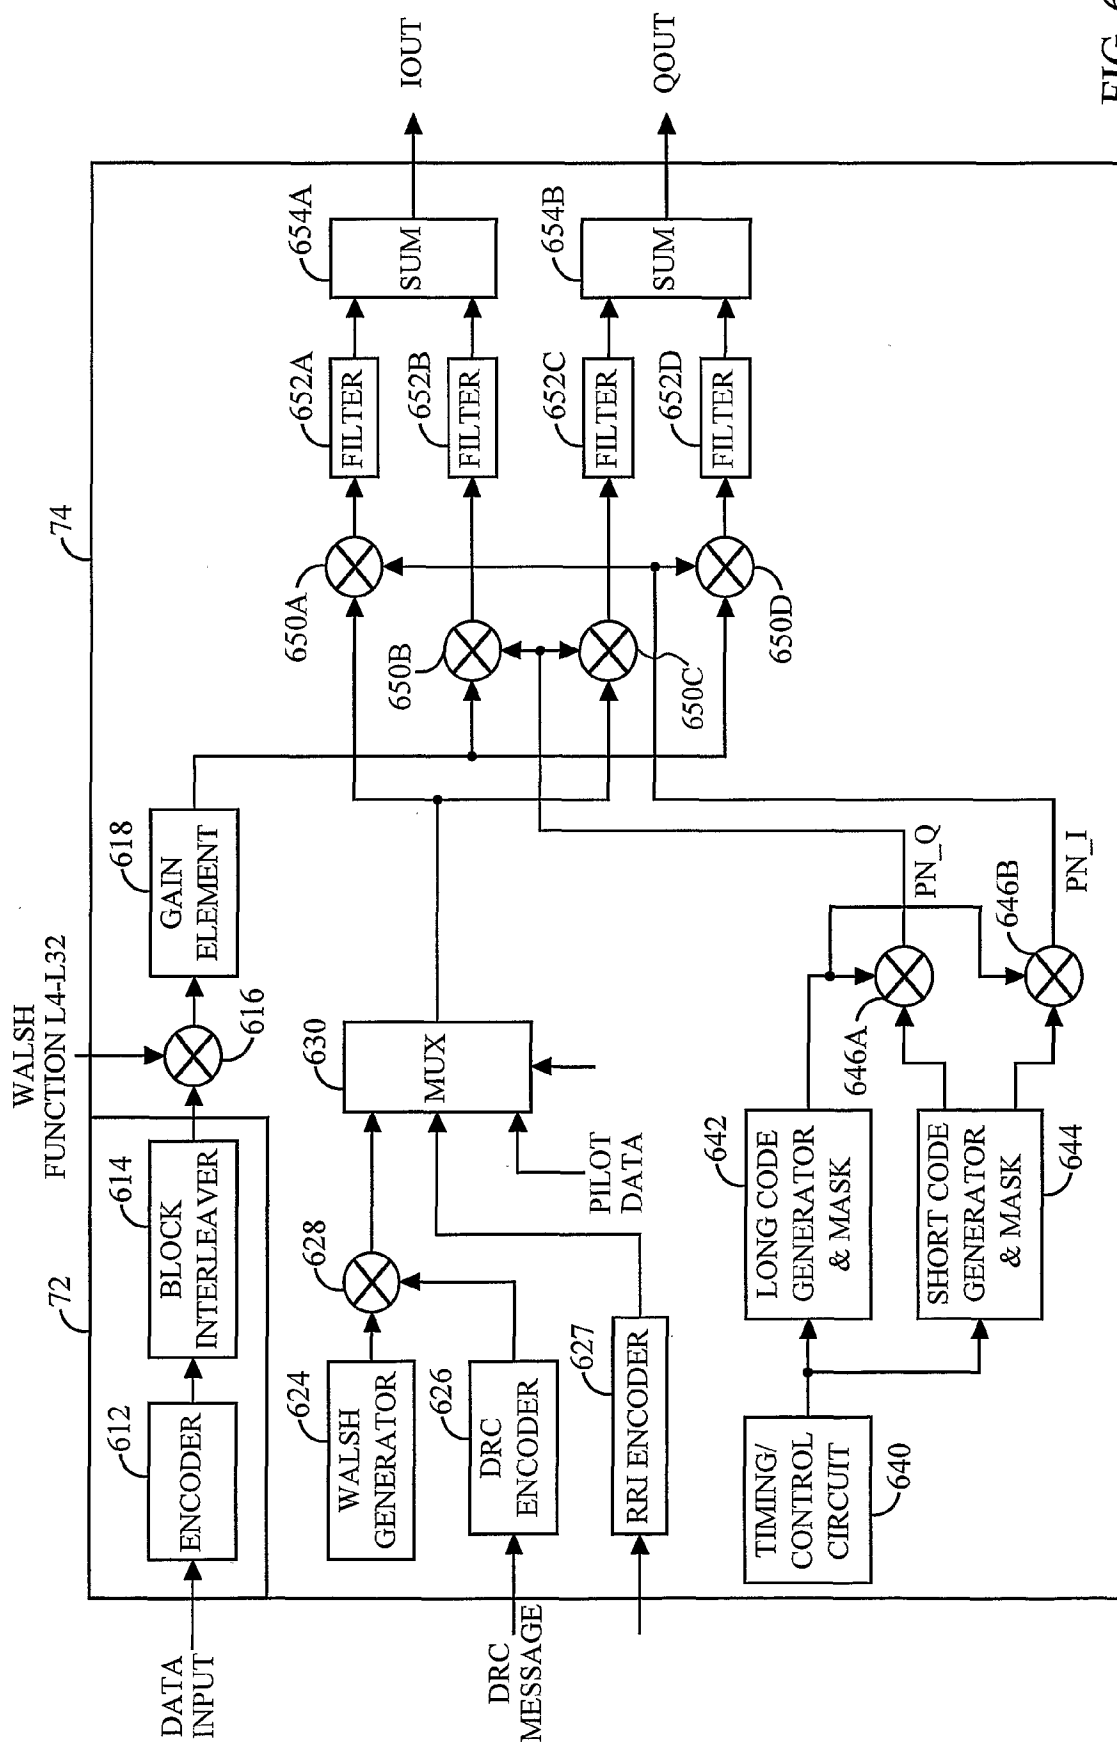 WALSH
FUNCTION L4-L32
72
74
DATA
INPUT
612
ENCODER
614
BLOCK
INTERLEAVER
616
618
GAIN
ELEMENT
624
WALSH
GENERATOR
628
630
MUX
DRC
MESSAGE
626
DRC
ENCODER
627
RRI ENCODER
PILOT
DATA
650A
650B
650C
650D
652A
FILTER
652B
FILTER
652C
FILTER
652D
FILTER
654A
SUM
654B
SUM
IOUT
QOUT
TIMING/
CONTROL
CIRCUIT
640
642
LONG CODE
GENERATOR
& MASK
SHORT CODE
GENERATOR
& MASK
644
646A
646B
PN_Q
PN_I
FIG.